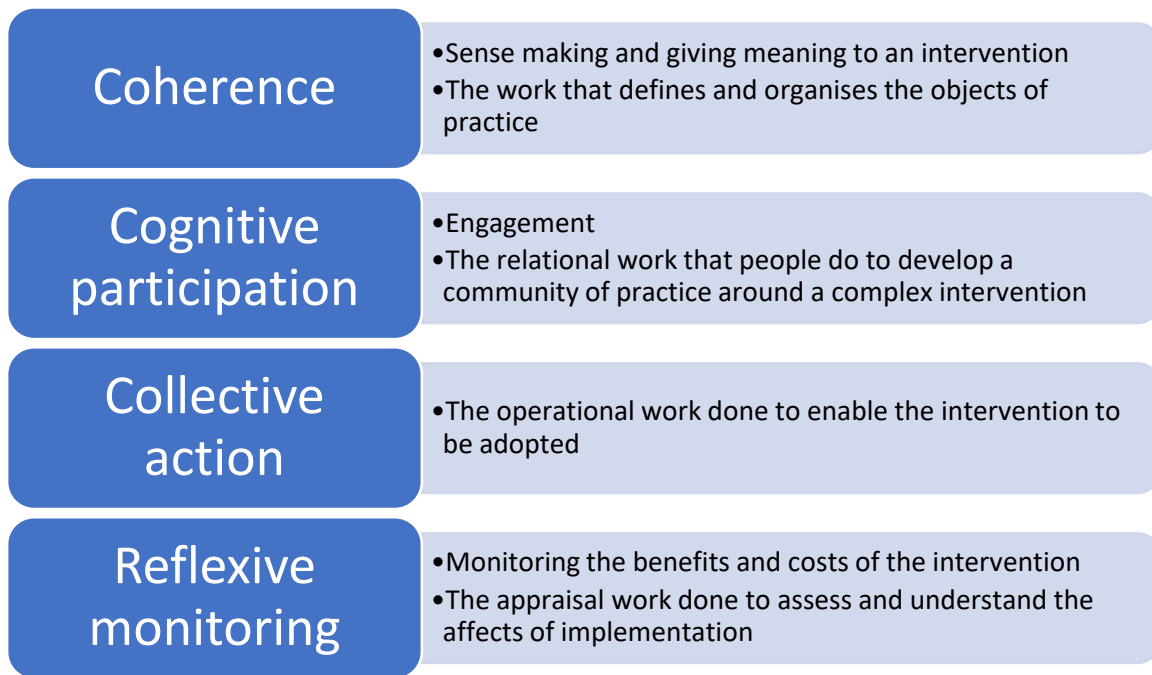 Coherence
•Sense making and giving meaning to an intervention
•The work that defines and organises the objects of
practice
Cognitive
participation
•Engagement
•The relational work that people do to develop a
community of practice around a complex intervention
Collective
action
•The operational work done to enable the intervention to
be adopted
Reflexive
monitoring
•Monitoring the benefits and costs of the intervention
•The appraisal work done to assess and understand the
affects of implementation